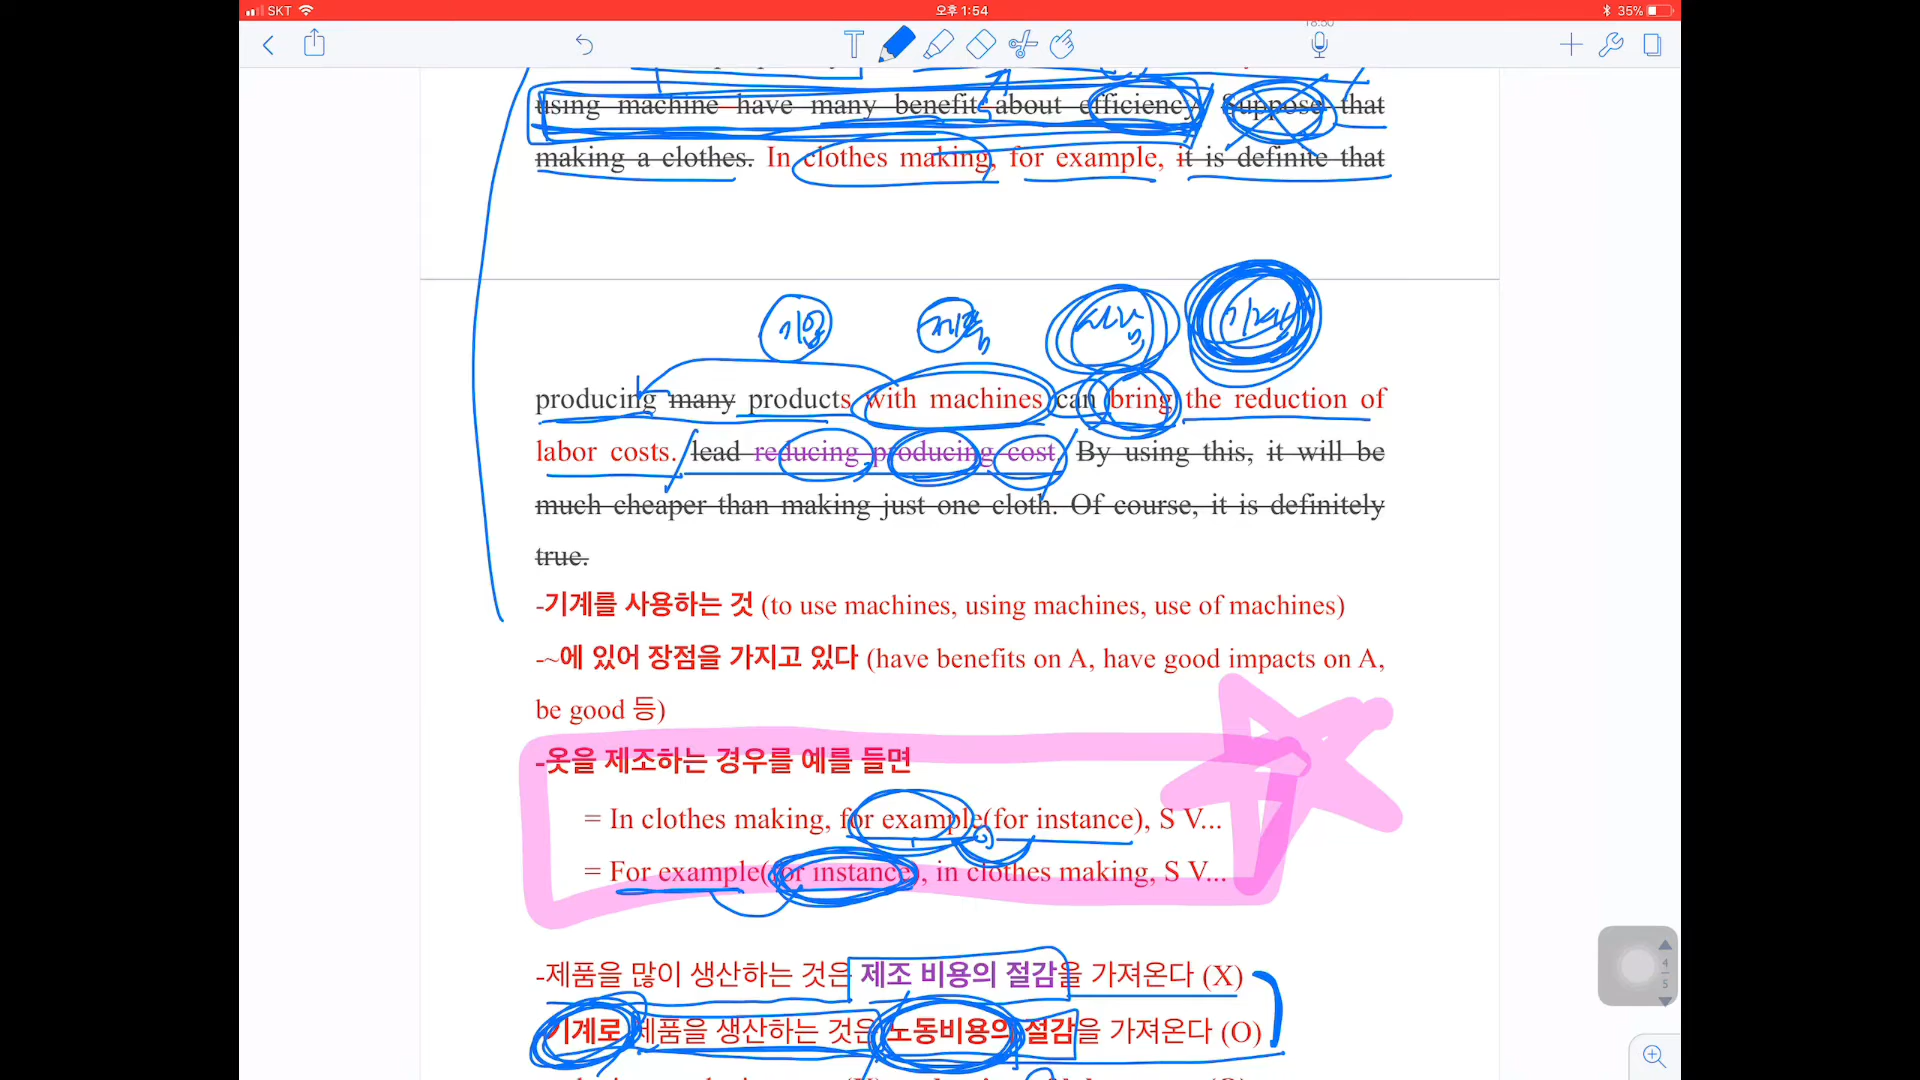 SKT 오후 1:54 35%
using machine have many benefit about efficiency. Suppose that
making a clothes. In clothes making, for example, it is definite that
기업 제품 사람 기계
producing many products with machines can bring the reduction of
labor costs. lead reducing producing cost. By using this, it will be
much cheaper than making just one cloth. Of course, it is definitely
true.
-기계를 사용하는 것 (to use machines, using machines, use of machines)
-~에 있어 장점을 가지고 있다 (have benefits on A, have good impacts on A,
be good 등)
-옷을 제조하는 경우를 예를 들면
= In clothes making, for example(for instance), S V...
= For example(for instance), in clothes making, S V...
-제품을 많이 생산하는 것은 제조 비용의 절감을 가져온다 (X)
기계로 제품을 생산하는 것은 노동비용의 절감을 가져온다 (O)
4
5